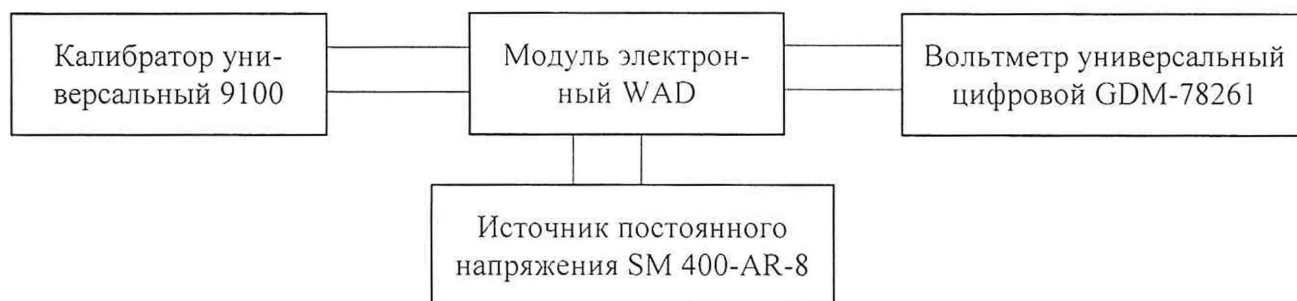 Калибратор уни-
версальный 9100
Модуль электрон-
ный WAD
Вольтметр универсальный
цифровой GDM-78261
Источник постоянного
напряжения SM 400-AR-8